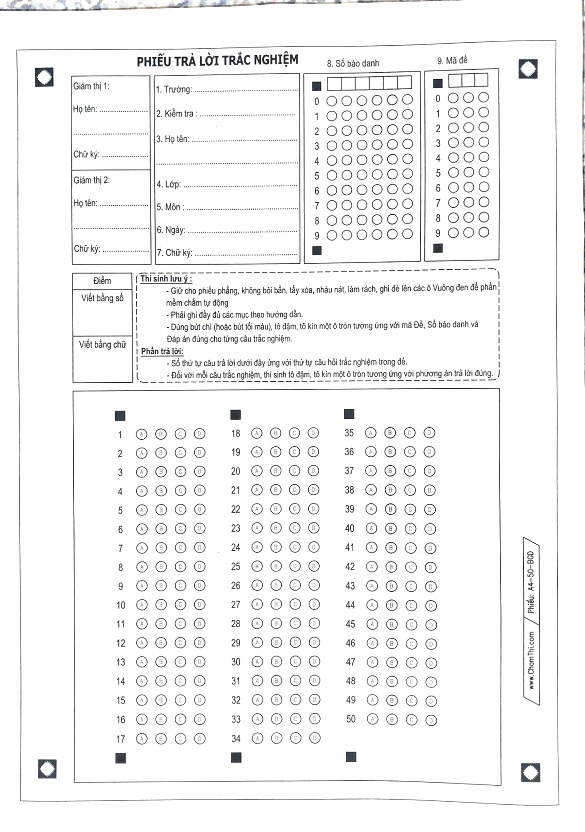 PHIẾU TRẢ LỜI TRẮC NGHIỆM
8. Số báo danh
9. Mã đề
Giám thị 1:
Họ tên: ...................
..............................
Chữ ký: ..................
Giám thị 2:
Họ tên: ...................
..............................
Chữ ký: ..................
1. Trường: ..........................................
2. Kiểm tra : .......................................
3. Họ tên: ..........................................
.......................................................
4. Lớp: ..............................................
5. Môn : ............................................
6. Ngày: ............................................
7. Chữ ký: .........................................
0 0
1 1
2 2
3 3
4 4
5 5
6 6
7 7
8 8
9 9
Điểm
Viết bằng số
Viết bằng chữ
Thí sinh lưu ý :
- Giữ cho phiếu phẳng, không bôi bẩn, tẩy xóa, nhàu nát, làm rách, ghi đè lên các ô Vuông đen để phần
mềm chấm tự động
- Phải ghi đầy đủ các mục theo hướng dẫn.
- Dùng bút chì (hoặc bút tối màu), tô đậm, tô kín một ô tròn tương ứng với mã Đề, Số báo danh và
Đáp án đúng cho từng câu trắc nghiệm.
Phần trả lời:
- Số thứ tự câu trả lời dưới đây ứng với thứ tự câu hỏi trắc nghiệm trong đề.
- Đối với mỗi câu trắc nghiệm, thí sinh tô đậm, tô kín một ô tròn tương ứng với phương án trả lời đúng.
1 A B C D 18 A B C D 35 A B C D
2 A B C D 19 A B C D 36 A B C D
3 A B C D 20 A B C D 37 A B C D
4 A B C D 21 A B C D 38 A B C D
5 A B C D 22 A B C D 39 A B C D
6 A B C D 23 A B C D 40 A B C D
7 A B C D 24 A B C D 41 A B C D
8 A B C D 25 A B C D 42 A B C D
9 A B C D 26 A B C D 43 A B C D
10 A B C D 27 A B C D 44 A B C D
11 A B C D 28 A B C D 45 A B C D
12 A B C D 29 A B C D 46 A B C D
13 A B C D 30 A B C D 47 A B C D
14 A B C D 31 A B C D 48 A B C D
15 A B C D 32 A B C D 49 A B C D
16 A B C D 33 A B C D 50 A B C D
17 A B C D 34 A B C D
www.ChamThi.com / Phiếu: A4-50-BGD